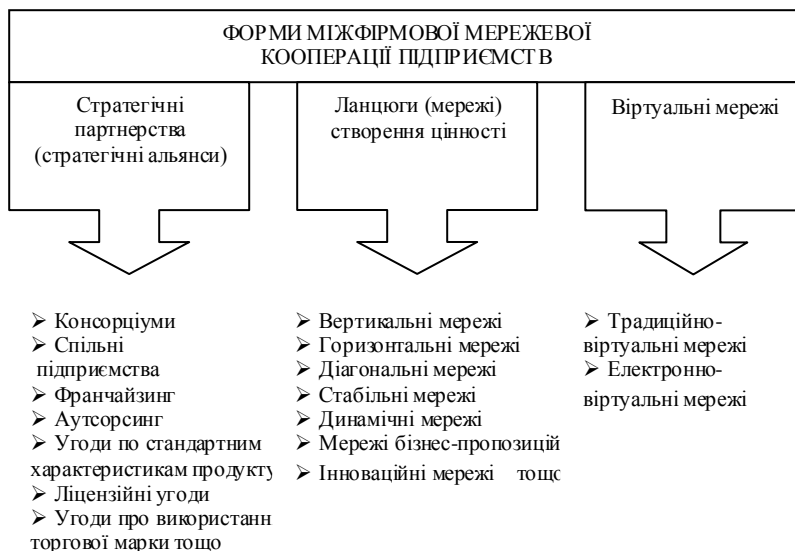 ФОРМИ МІЖФІРМОВОЇ МЕРЕЖЕВОЇ
КООПЕРАЦІЇ ПІДПРИЄМСТВ
Стратегічні
партнерства
(стратегічні альянси)
Ланцюги (мережі)
створення цінності
Віртуальні мережі
➢ Консорціуми
➢ Спільні
підприємства
➢ Франчайзинг
➢ Аутсорсинг
➢ Угоди по стандартним
характеристикам продукту
➢ Ліцензійні угоди
➢ Угоди про використанн
торгової марки тощо
➢ Вертикальні мережі
➢ Горизонтальні мережі
➢ Діагональні мережі
➢ Стабільні мережі
➢ Динамічні мережі
➢ Мережі бізнес-пропозицій
➢ Інноваційні мережі тощо
➢ Традиційно-
віртуальні мережі
➢ Електронно-
віртуальні мережі